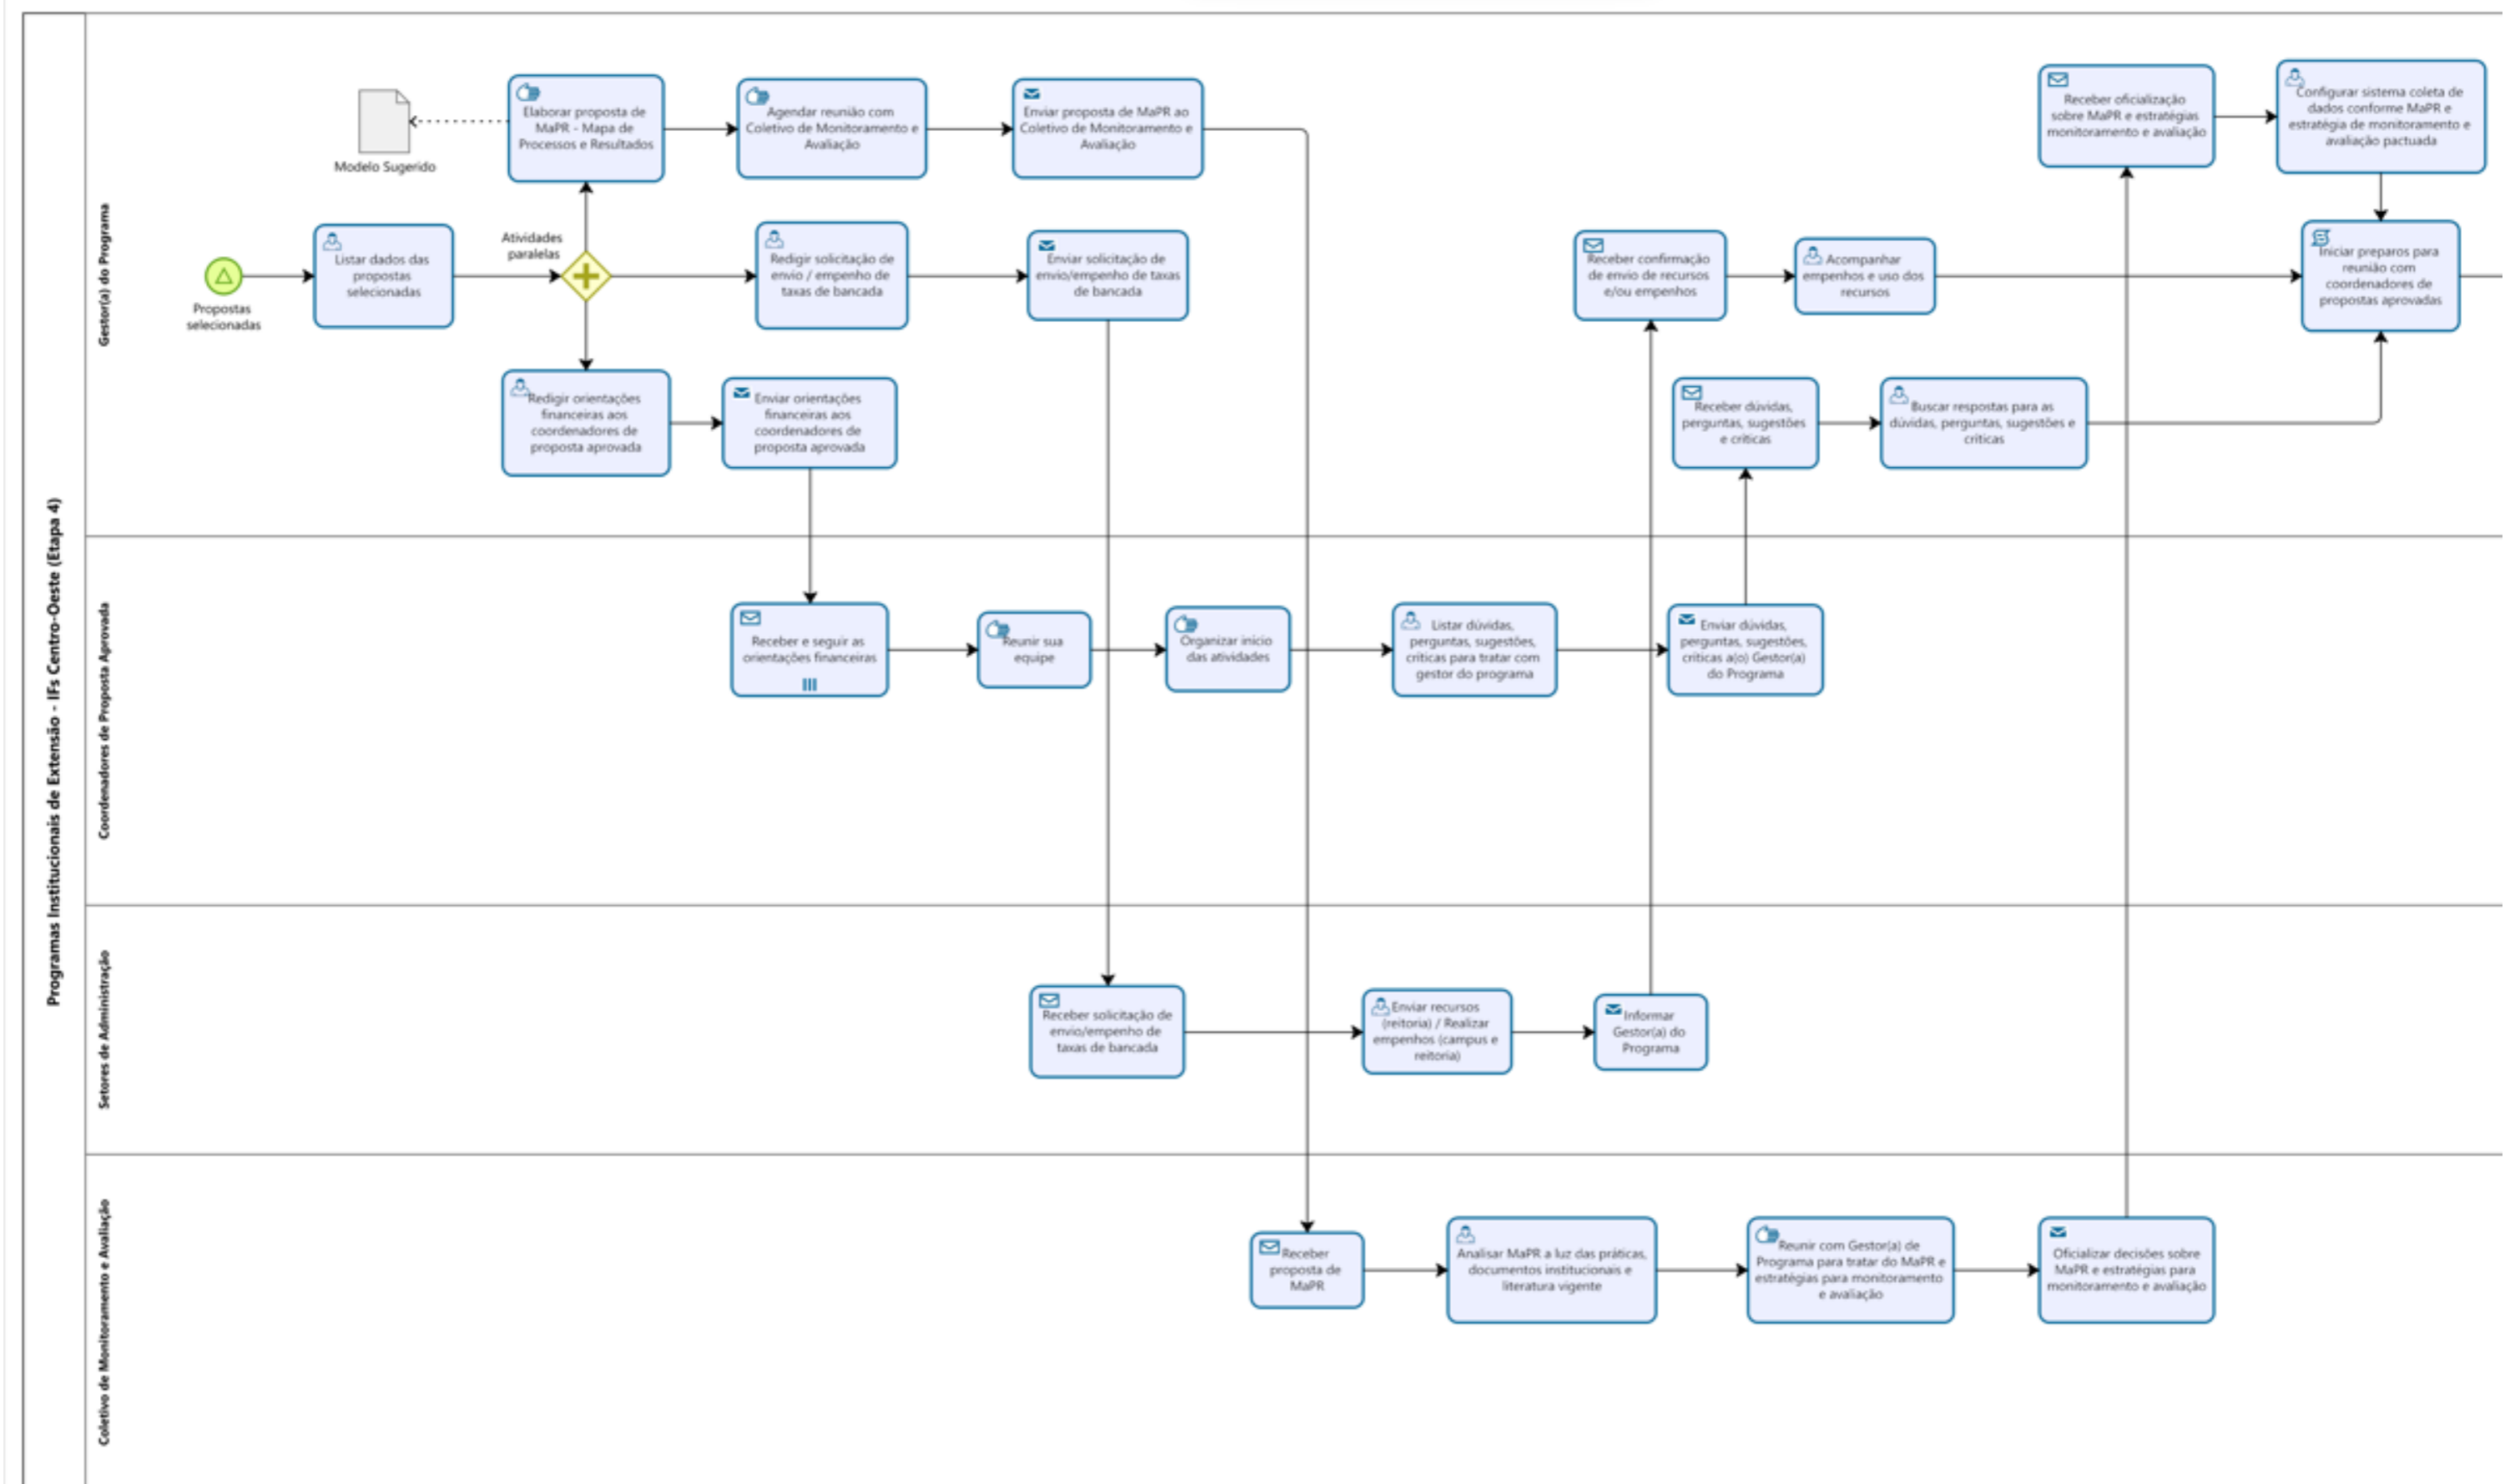 Programas Institucionais de Extensão - IFs Centro-Oeste (Etapa 4)
Gestor(a) do Programa
Modelo Sugerido
Elaborar proposta de
MaPR - Mapa de
Processos e Resultados
Agendar reunião com
Coletivo de Monitoramento e
Avaliação
Enviar proposta de MaPR ao
Coletivo de Monitoramento e
Avaliação
Receber oficialização
sobre MaPR e estratégias
monitoramento e avaliação
Configurar sistema coleta de
dados conforme MaPR e
estratégia de monitoramento e
avaliação pactuada
Propostas
selecionadas
Listar dados das
propostas
selecionadas
Atividades
paralelas
Redigir solicitação de
envio / empenho de
taxas de bancada
Enviar solicitação de
envio/empenho de taxas
de bancada
Receber confirmação
de envio de recursos
e/ou empenhos
Acompanhar
empenhos e uso dos
recursos
Iniciar preparos para
reunião com
coordenadores de
propostas aprovadas
Redigir orientações
financeiras aos
coordenadores de
proposta aprovada
Enviar orientações
financeiras aos
coordenadores de
proposta aprovada
Receber dúvidas,
perguntas, sugestões
e críticas
Buscar respostas para as
dúvidas, perguntas, sugestões e
críticas
Coordenadores de Proposta Aprovada
Receber e seguir as
orientações financeiras
Reunir sua
equipe
Organizar início
das atividades
Listar dúvidas,
perguntas, sugestões,
críticas para tratar com
gestor do programa
Enviar dúvidas,
perguntas, sugestões,
críticas a(o) Gestor(a)
do Programa
Setores de Administração
Receber solicitação de
envio/empenho de
taxas de bancada
Enviar recursos
(reitoria) / Realizar
empenhos (campus e
reitoria)
Informar
Gestor(a) do
Programa
Coletivo de Monitoramento e Avaliação
Receber
proposta de
MaPR
Analisar MaPR a luz das práticas,
documentos institucionais e
literatura vigente
Reunir com Gestor(a) de
Programa para tratar do MaPR e
estratégias para monitoramento
e avaliação
Oficializar decisões sobre
MaPR e estratégias para
monitoramento e avaliação